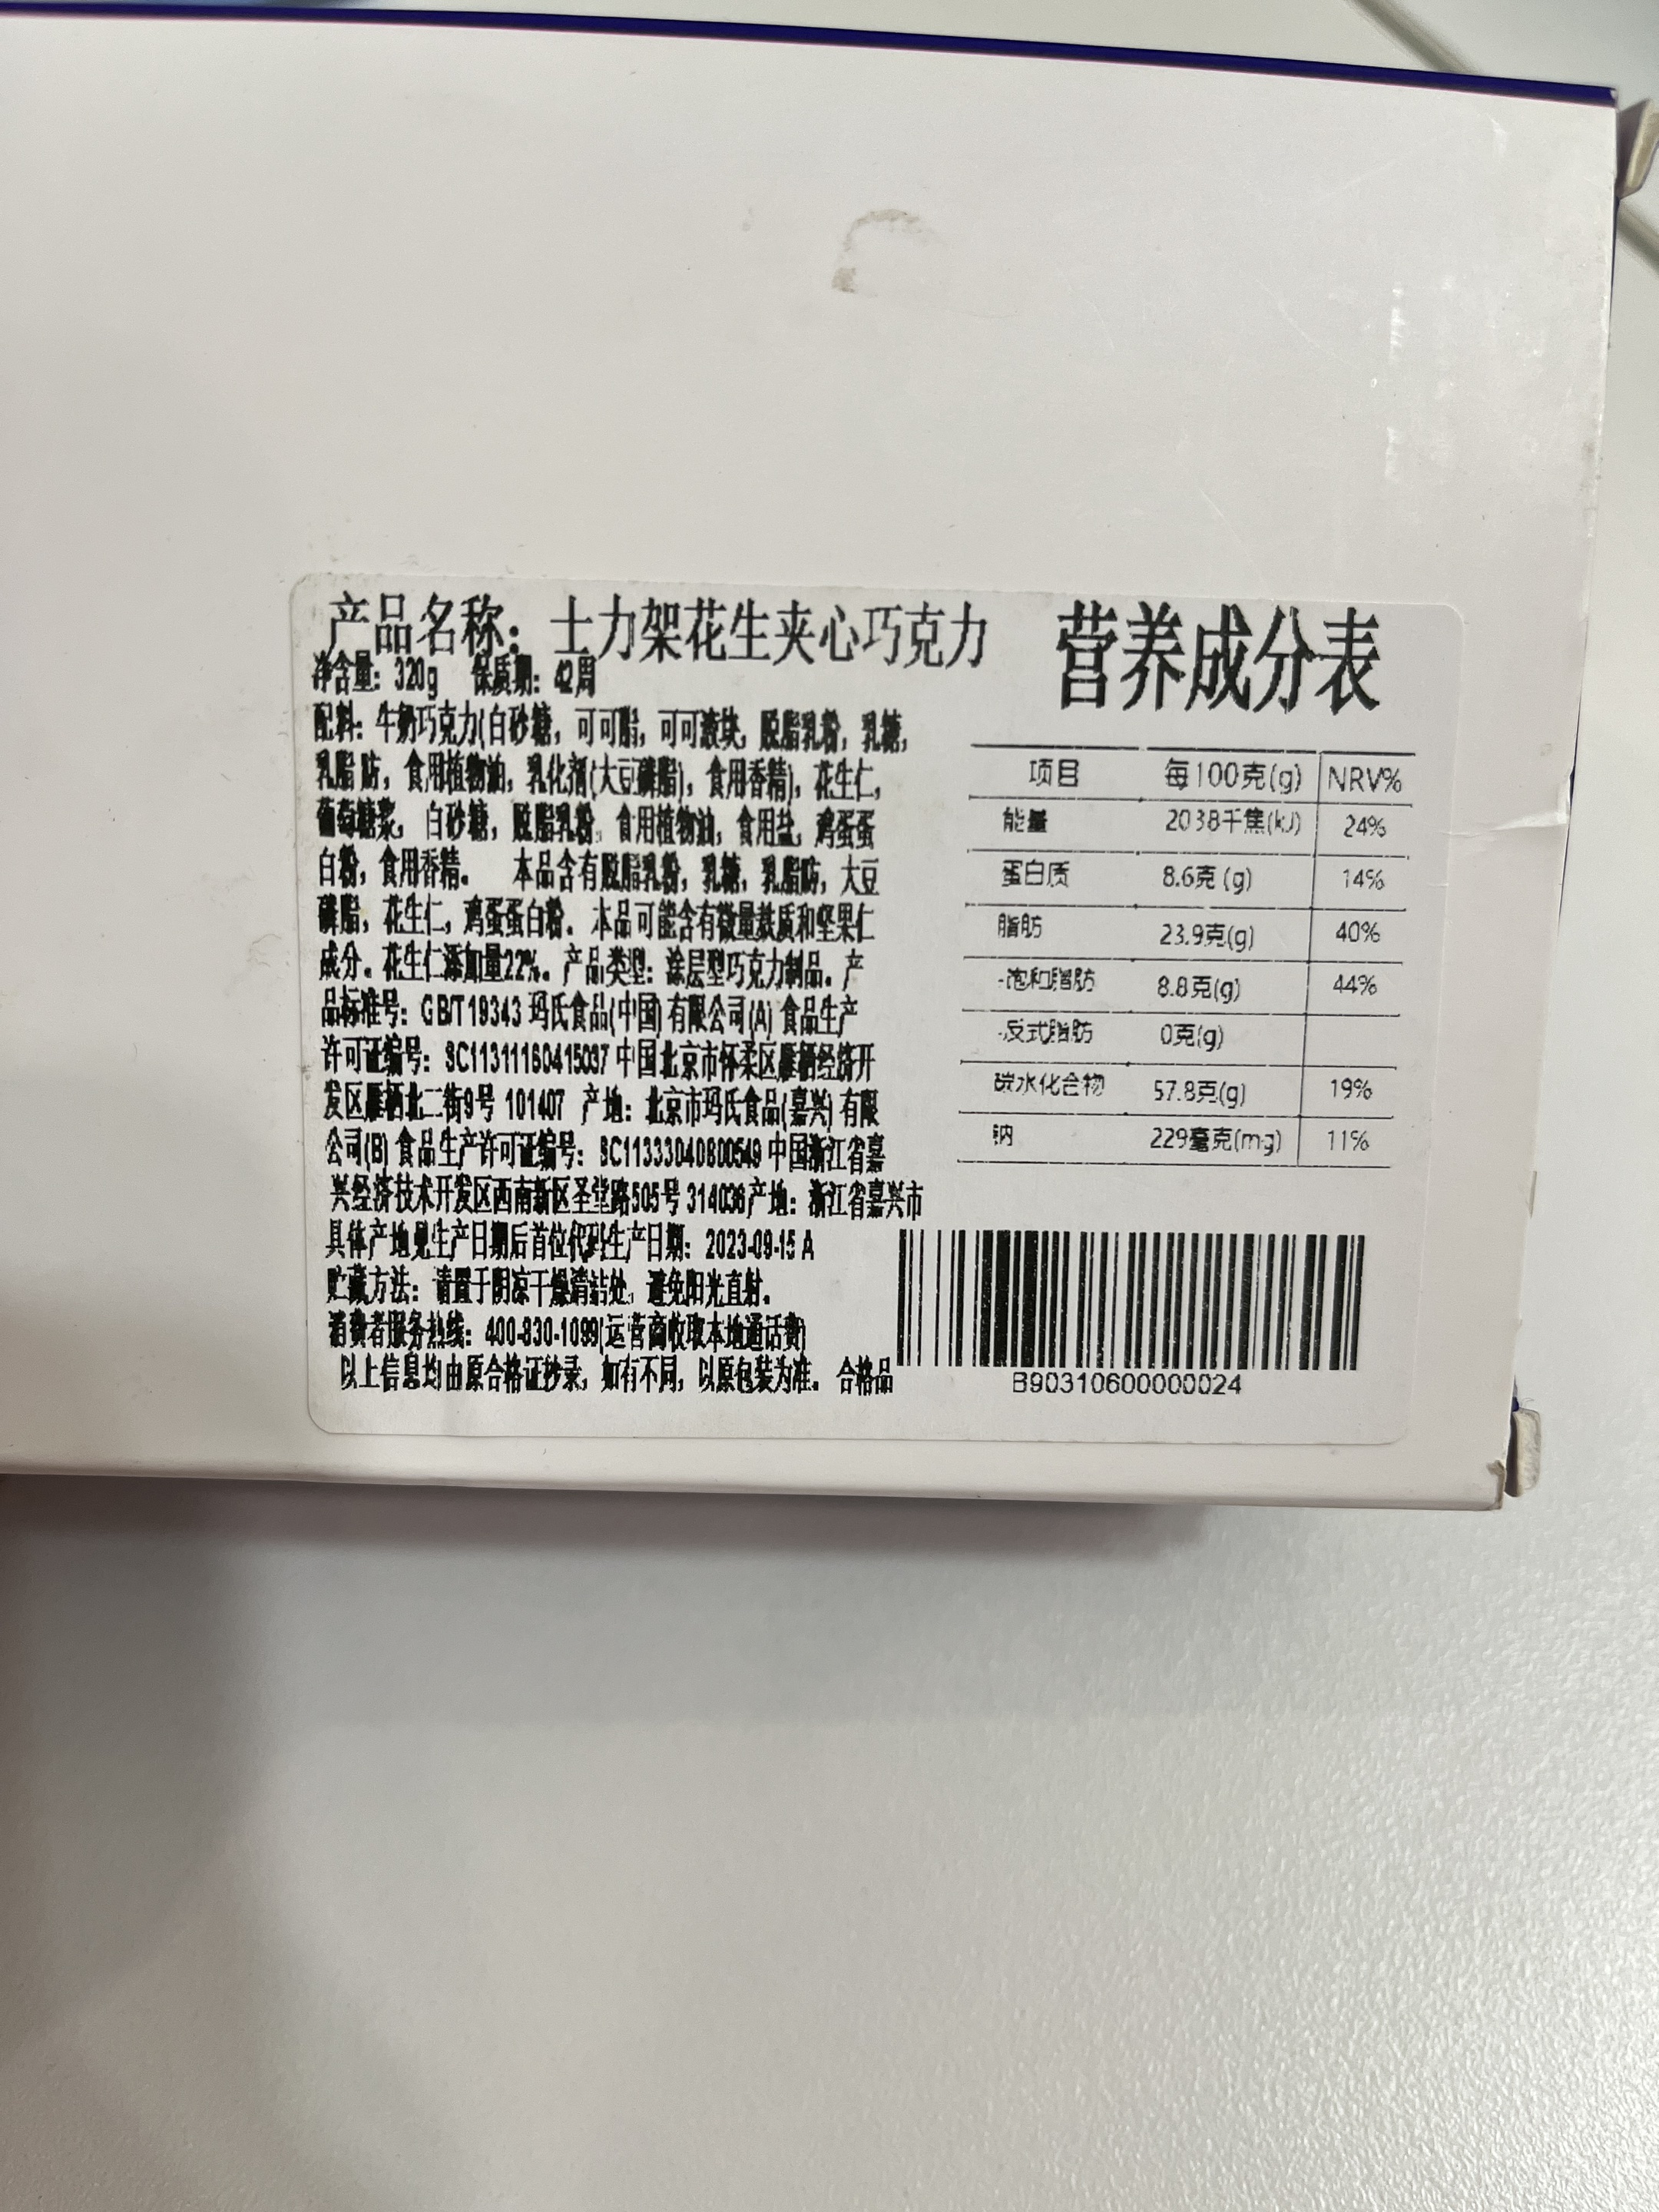 产品名称：士力架花生夹心巧克力
净含量：320g 保质期：42周
配料：牛奶巧克力(白砂糖，可可脂，可可液块，脱脂乳粉，乳糖，
乳脂肪，食用植物油，乳化剂(大豆磷脂)，食用香精)，花生仁，
葡萄糖浆，白砂糖，脱脂乳粉，食用植物油，食用盐，鸡蛋蛋
白粉，食用香精。 本品含有脱脂乳粉，乳糖，乳脂肪，大豆
磷脂，花生仁，鸡蛋蛋白粉。本品可能含有微量麸质和坚果仁
成分。花生仁添加量22%。产品类型：涂层型巧克力制品。产
品标准号：GB/T19343 玛氏食品(中国)有限公司(A) 食品生产
许可证编号：SC11311160415037 中国北京市怀柔区雁栖经济开
发区雁栖北二街9号 101407 产地：北京市玛氏食品(嘉兴)有限
公司(B) 食品生产许可证编号：SC11333040800549 中国浙江省嘉
兴经济技术开发区西南新区圣堂路505号 314036产地：浙江省嘉兴市
具体产地见生产日期后首位代码生产日期：2023-09-15 A
贮藏方法：请置于阴凉干燥清洁处，避免阳光直射。
消费者服务热线：400-830-1099(运营商收取本地通话费)
以上信息均由原合格证抄录，如有不同，以原包装为准。合格品
营养成分表
项目 每100克(g) NRV%
能量 2038千焦(kJ) 24%
蛋白质 8.6克(g) 14%
脂肪 23.9克(g) 40%
-饱和脂肪 8.8克(g) 44%
-反式脂肪 0克(g)
碳水化合物 57.8克(g) 19%
钠 229毫克(mg) 11%
B90310600000024